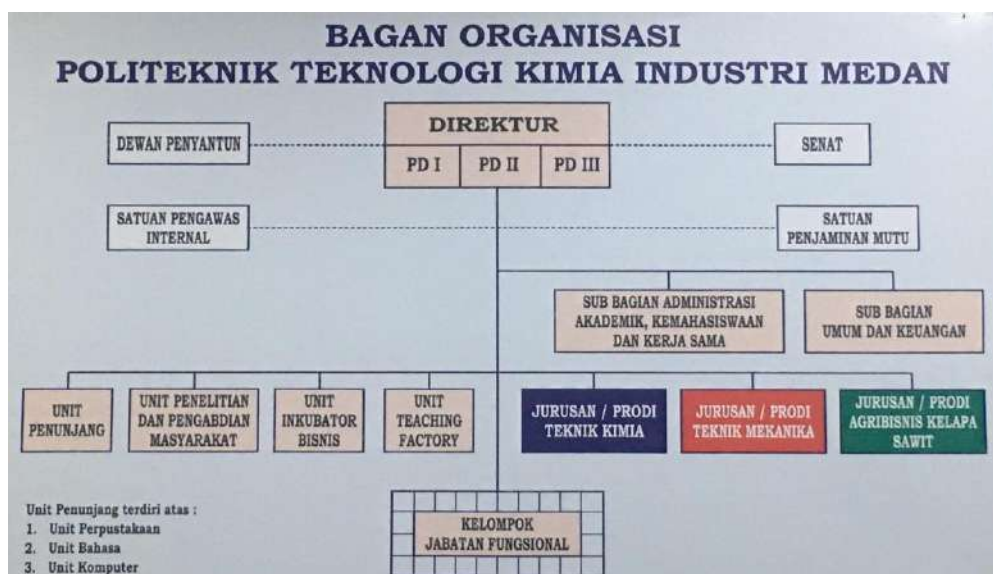 BAGAN ORGANISASI
POLITEKNIK TEKNOLOGI KIMIA INDUSTRI MEDAN
DIREKTUR
PD I
PD II
PD III
DEWAN PENYANTUN
SENAT
SATUAN PENGAWAS
INTERNAL
SATUAN
PENJAMINAN MUTU
SUB BAGIAN ADMINISTRASI
AKADEMIK, KEMAHASISWAAN
DAN KERJA SAMA
SUB BAGIAN
UMUM DAN KEUANGAN
UNIT
PENUNJANG
UNIT PENELITIAN
DAN PENGABDIAN
MASYARAKAT
UNIT
INKUBATOR
BISNIS
UNIT
TEACHING
FACTORY
JURUSAN / PRODI
TEKNIK KIMIA
JURUSAN / PRODI
TEKNIK MEKANIKA
JURUSAN / PRODI
AGRIBISNIS KELAPA
SAWIT
KELOMPOK
JABATAN FUNGSIONAL
Unit Penunjang terdiri atas :
1. Unit Perpustakaan
2. Unit Bahasa
3. Unit Komputer